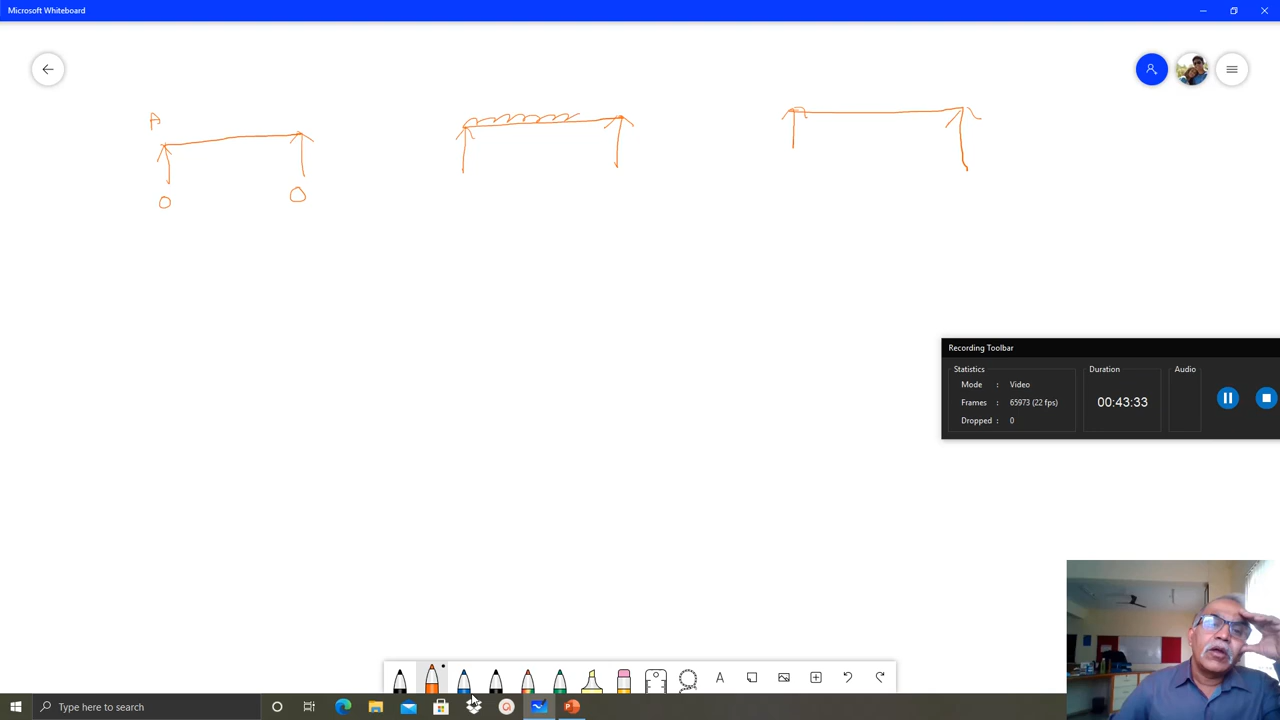 Microsoft Whiteboard
A
O
O
Recording Toolbar
Statistics
Duration
Audio
Mode : Video
00:43:33
Frames : 65973 (22 fps)
Dropped : 0
A
Type here to search